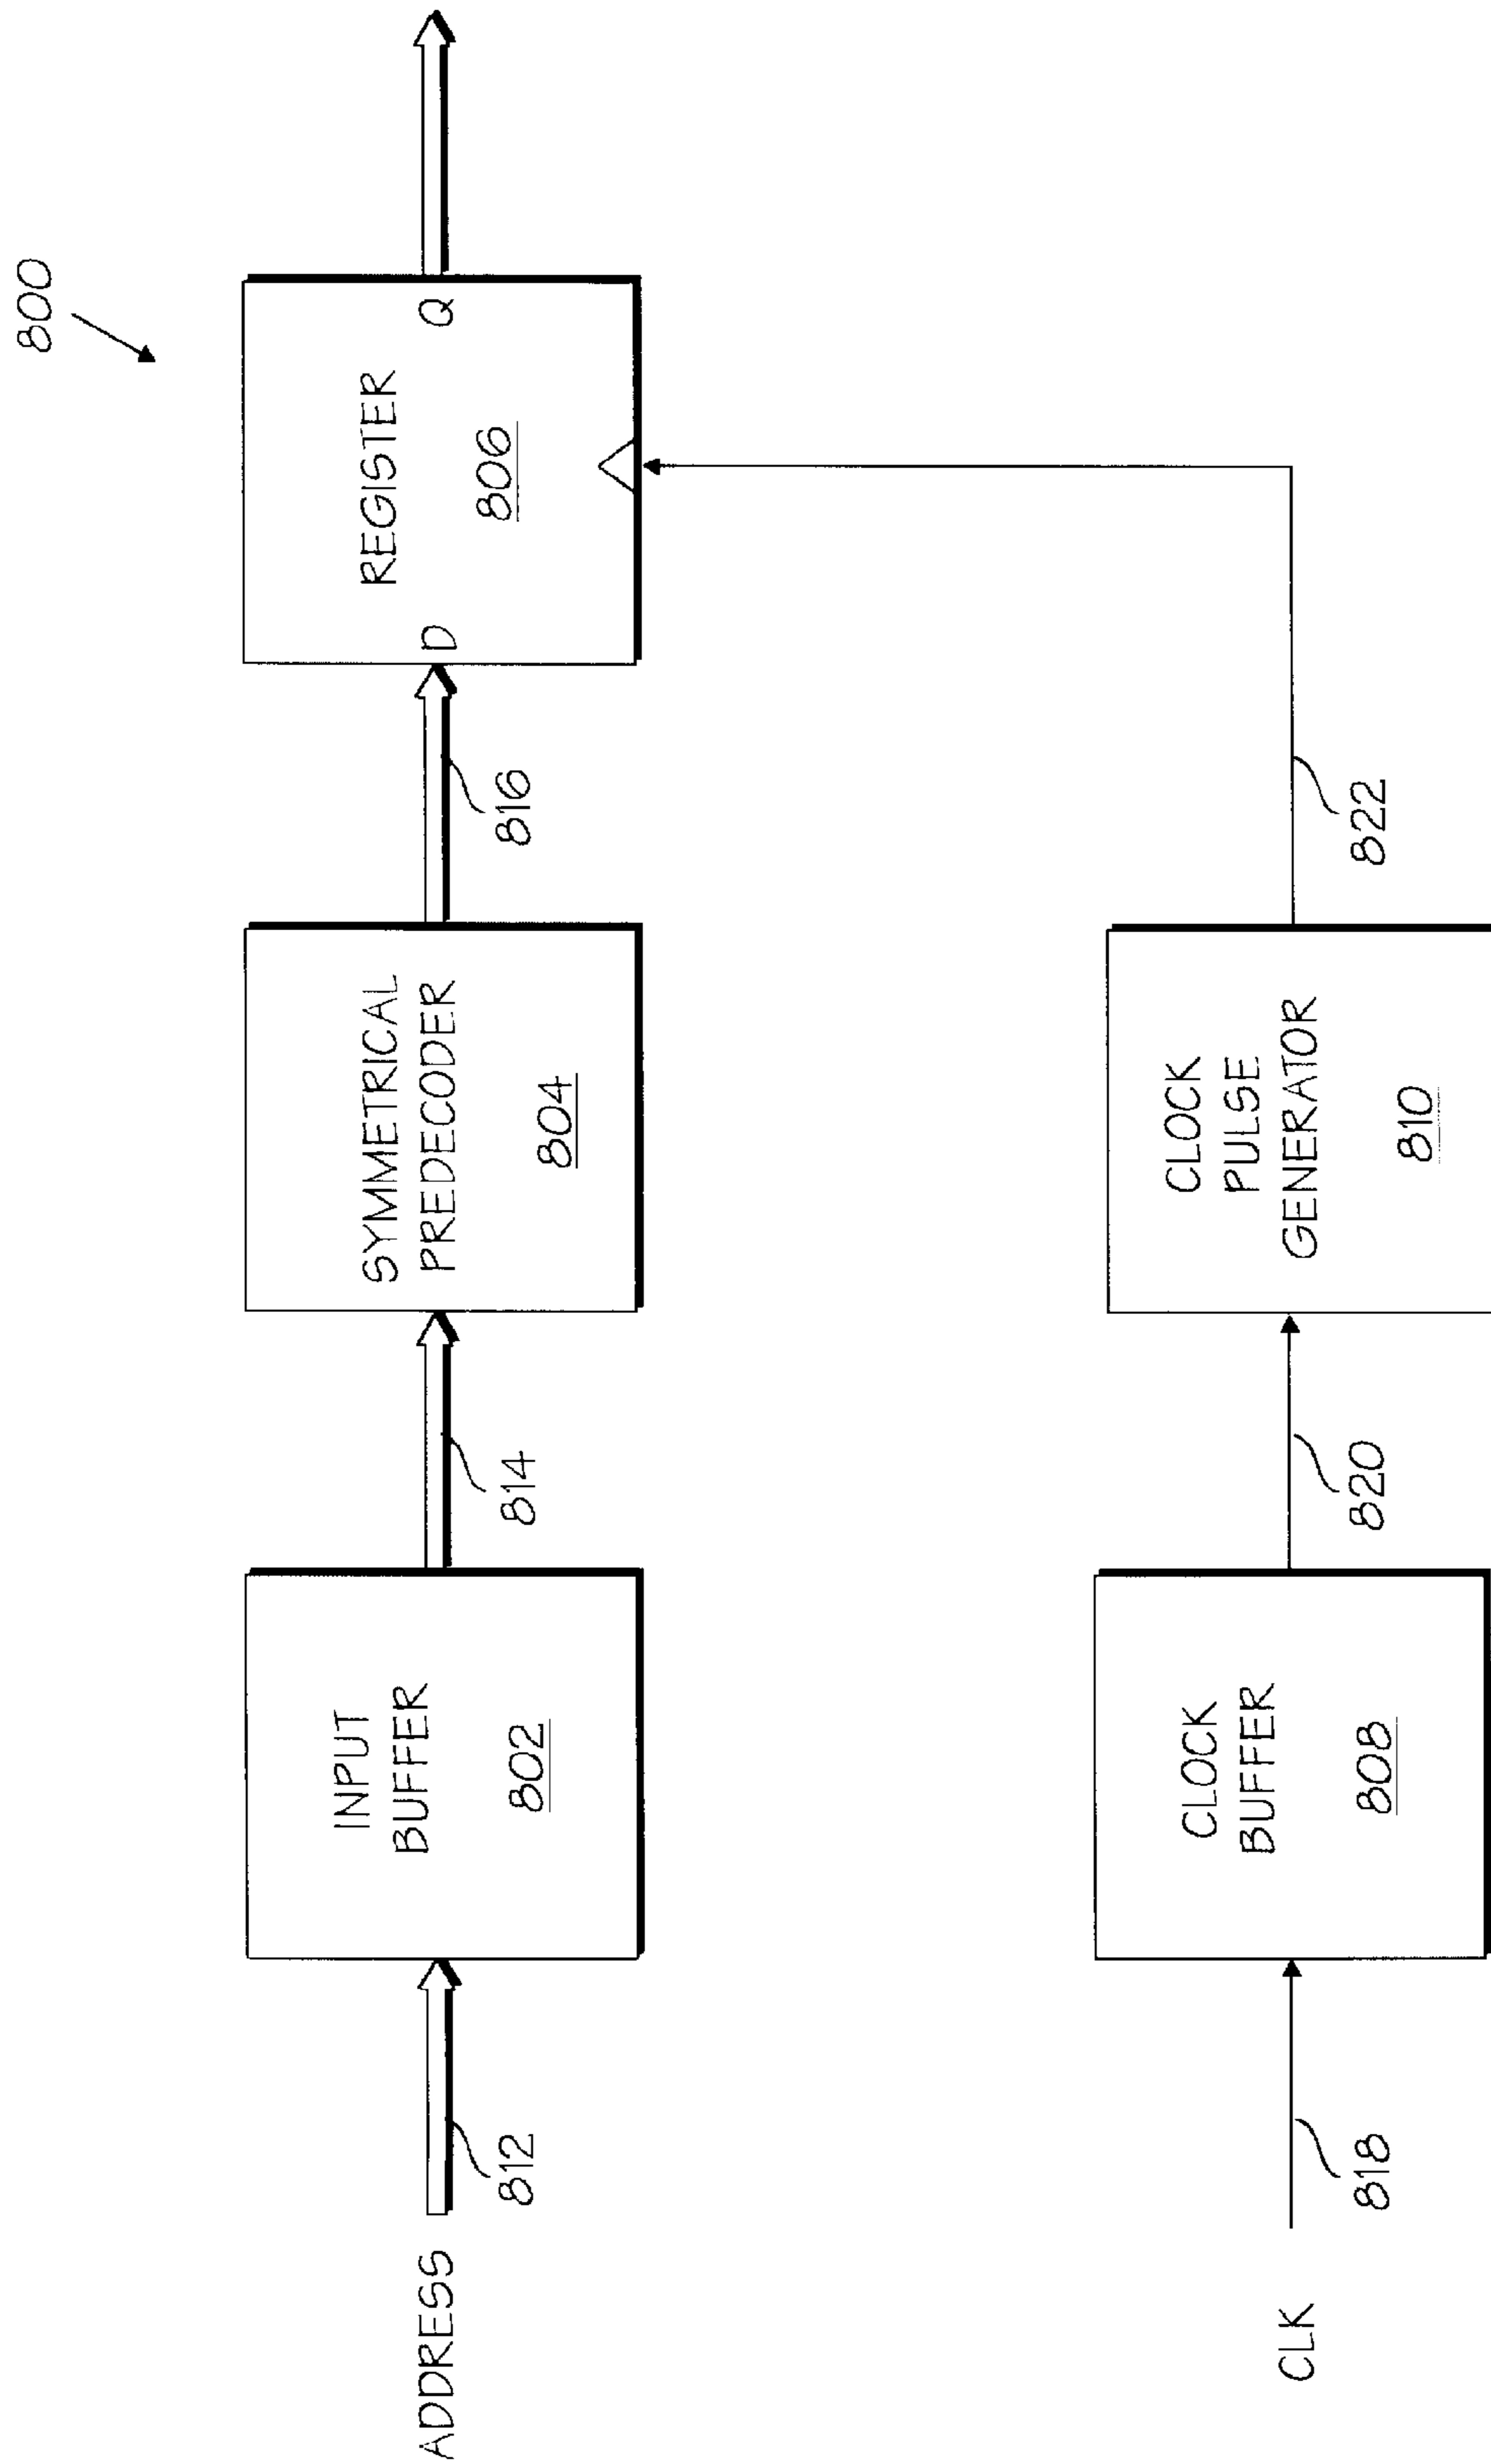 800
ADDRESS
812
INPUT
BUFFER
802
814
SYMMETRICAL
PREDECODER
804
816
D
REGISTER
806
Q
CLK
818
CLOCK
BUFFER
808
820
CLOCK
PULSE
GENERATOR
810
822